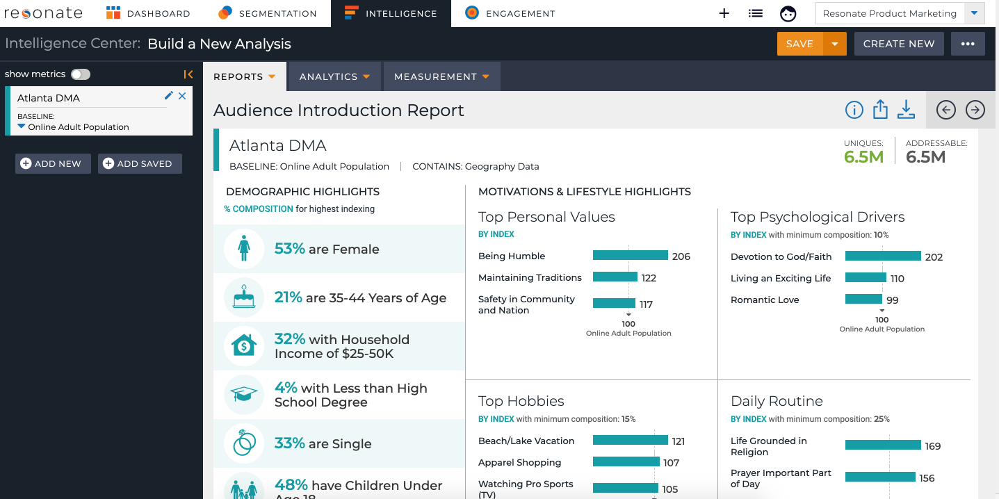 resonate
DASHBOARD
SEGMENTATION
INTELLIGENCE
ENGAGEMENT
Resonate Product Marketing
Intelligence Center: Build a New Analysis
SAVE
CREATE NEW
show metrics
REPORTS
ANALYTICS
MEASUREMENT
Atlanta DMA
BASELINE:
Online Adult Population
ADD NEW
ADD SAVED
Audience Introduction Report
Atlanta DMA
BASELINE: Online Adult Population | CONTAINS: Geography Data
UNIQUES:
6.5M
ADDRESSABLE:
6.5M
DEMOGRAPHIC HIGHLIGHTS
% COMPOSITION for highest indexing
53% are Female
21% are 35-44 Years of Age
32% with Household
Income of $25-50K
4% with Less than High
School Degree
33% are Single
48% have Children Under
Age 18
MOTIVATIONS & LIFESTYLE HIGHLIGHTS
Top Personal Values
BY INDEX
Being Humble 206
Maintaining Traditions 122
Safety in Community
and Nation 117
100
Online Adult Population
Top Psychological Drivers
BY INDEX with minimum composition: 10%
Devotion to God/Faith 202
Living an Exciting Life 110
Romantic Love 99
100
Online Adult Population
Top Hobbies
BY INDEX with minimum composition: 15%
Beach/Lake Vacation 121
Apparel Shopping 107
Watching Pro Sports
(TV) 105
Daily Routine
BY INDEX with minimum composition: 25%
Life Grounded in
Religion 169
Prayer Important Part
of Day 156